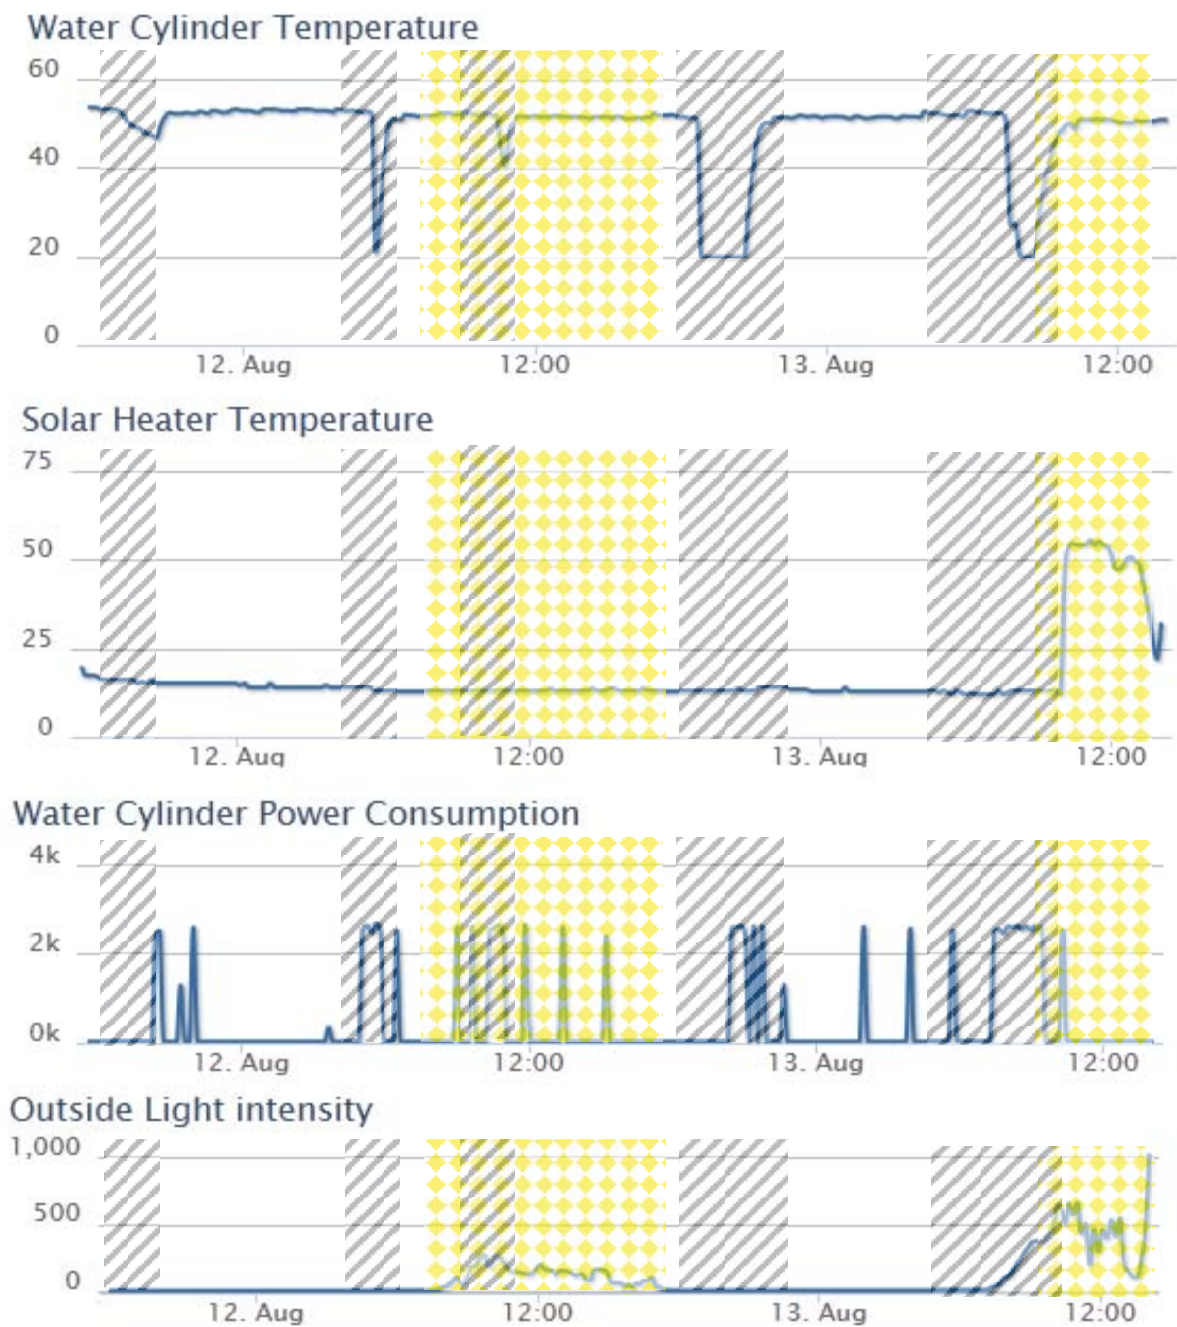 Water Cylinder Temperature
60
40
20
0
12. Aug 12:00 13. Aug 12:00
Solar Heater Temperature
75
50
25
0
12. Aug 12:00 13. Aug 12:00
Water Cylinder Power Consumption
4k
2k
0k
12. Aug 12:00 13. Aug 12:00
Outside Light intensity
1,000
500
0
12. Aug 12:00 13. Aug 12:00